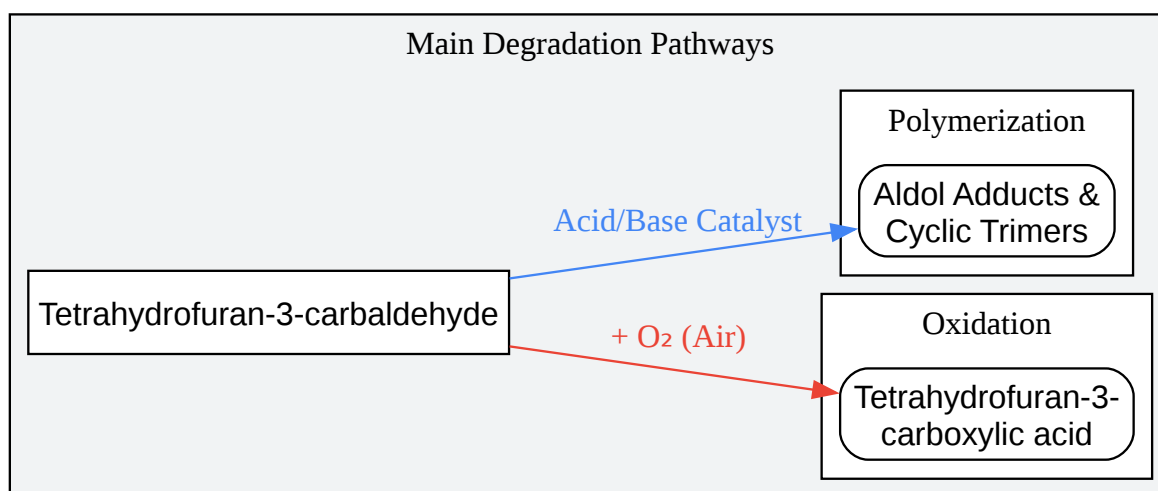 Main Degradation Pathways
Polymerization
Aldol Adducts &
Cyclic Trimers
Acid/Base Catalyst
Tetrahydrofuran-3-carbaldehyde
+ O₂ (Air)
Oxidation
Tetrahydrofuran-3-
carboxylic acid